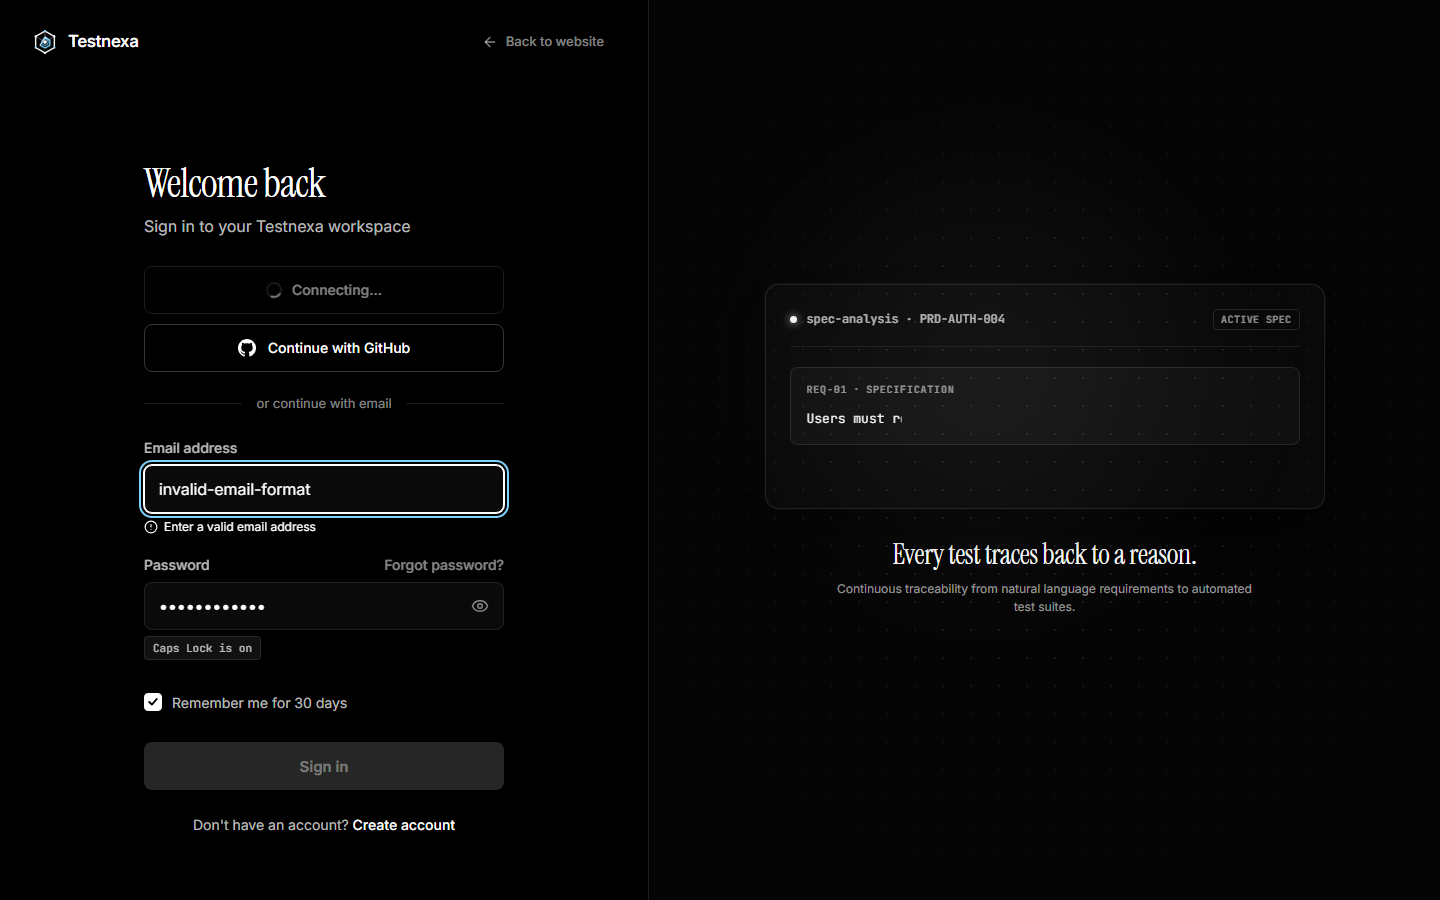 Testnexa
Back to website
Welcome back
Sign in to your Testnexa workspace
Connecting...
Continue with GitHub
or continue with email
Email address
invalid-email-format
Enter a valid email address
Password
Forgot password?
Caps Lock is on
Remember me for 30 days
Sign in
Don't have an account? Create account
spec-analysis · PRD-AUTH-004
ACTIVE SPEC
REQ-01 · SPECIFICATION
Users must
Every test traces back to a reason.
Continuous traceability from natural language requirements to automated
test suites.